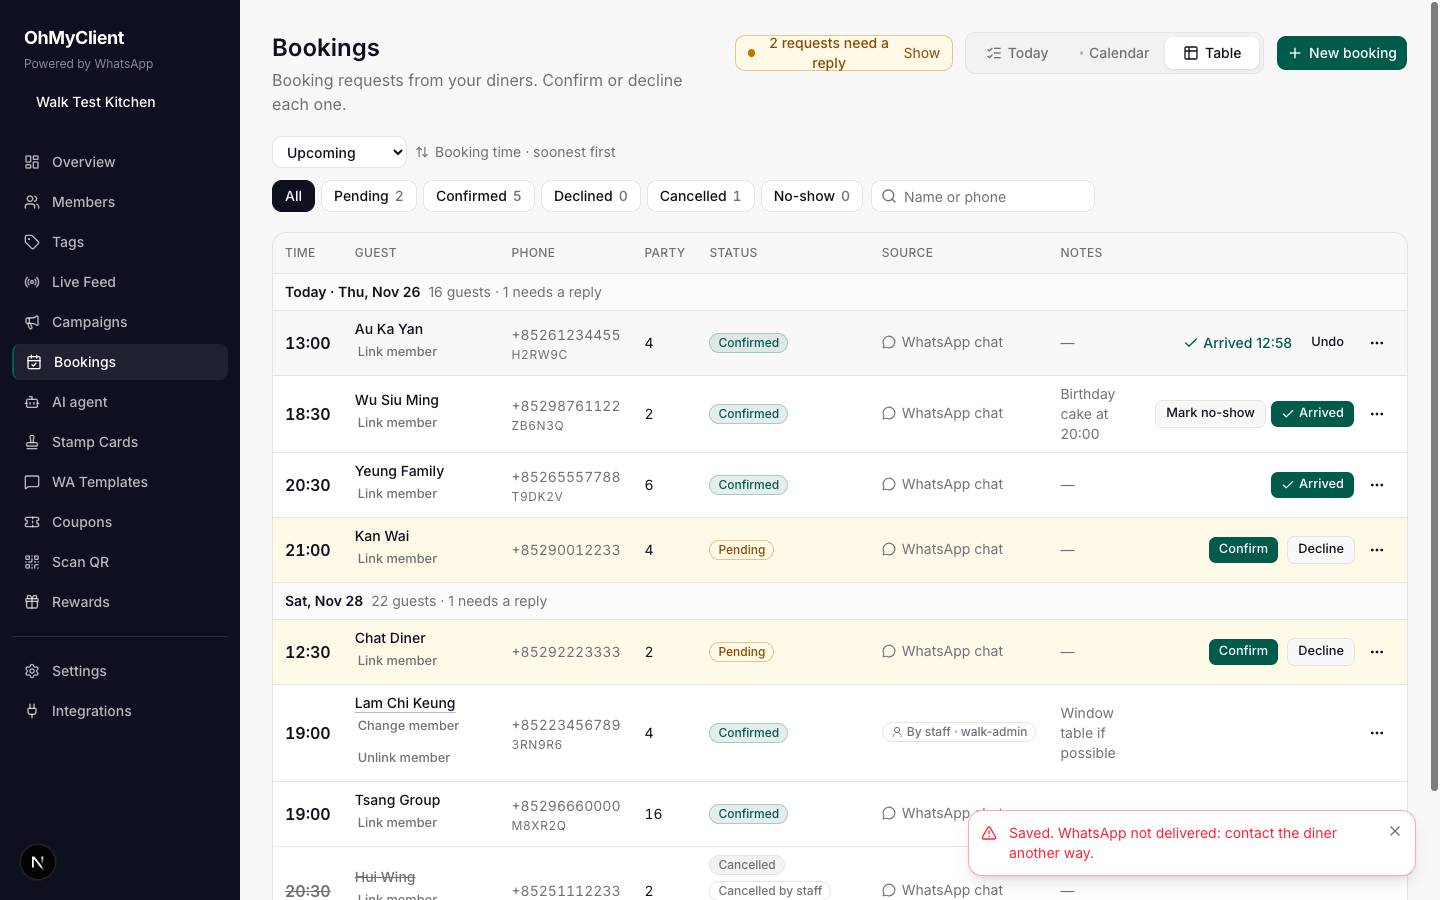 OhMyClient
Powered by WhatsApp
Walk Test Kitchen
Overview
Members
Tags
Live Feed
Campaigns
Bookings
AI agent
Stamp Cards
WA Templates
Coupons
Scan QR
Rewards
Settings
Integrations
N
Bookings
Booking requests from your diners. Confirm or decline
each one.
2 requests need a
reply
Show
Today
Calendar
Table
New booking
Upcoming
Booking time · soonest first
All
Pending 2
Confirmed 5
Declined 0
Cancelled 1
No-show 0
Name or phone
TIME GUEST PHONE PARTY STATUS SOURCE NOTES
Today · Thu, Nov 26 16 guests · 1 needs a reply
13:00
Au Ka Yan
Link member
+85261234455
H2RW9C
4
Confirmed
WhatsApp chat
—
Arrived 12:58
Undo
18:30
Wu Siu Ming
Link member
+85298761122
ZB6N3Q
2
Confirmed
WhatsApp chat
Birthday
cake at
20:00
Mark no-show
Arrived
20:30
Yeung Family
Link member
+85265557788
T9DK2V
6
Confirmed
WhatsApp chat
—
Arrived
21:00
Kan Wai
Link member
+85290012233
4
Pending
WhatsApp chat
—
Confirm
Decline
Sat, Nov 28 22 guests · 1 needs a reply
12:30
Chat Diner
Link member
+85292223333
2
Pending
WhatsApp chat
—
Confirm
Decline
19:00
Lam Chi Keung
Change member
Unlink member
+85223456789
3RN9R6
4
Confirmed
By staff · walk-admin
Window
table if
possible
19:00
Tsang Group
Link member
+85296660000
M8XR2Q
16
Confirmed
WhatsApp
20:30
Hui Wing
Link member
+85251112233
2
Cancelled
Cancelled by staff
WhatsApp chat
—
Saved. WhatsApp not delivered: contact the diner
another way.